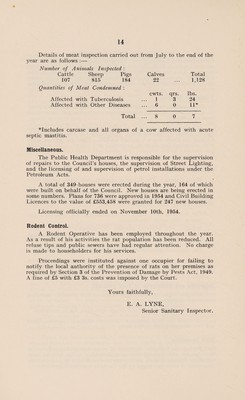 14
Details of meat inspection carried out from July to the end of the
year are as follows :—
Number of Animals Inspected :
Cattle Sheep Pigs Calves Total
107 815 184 22 ... 1,128
Quantities of Meat Condemned :
cwts. qrs. lbs.
Affected with Tuberculosis ... 1 3 24
Affected with Other Diseases ... 6 0 11*
Total ... 8 0 7
*Includes carcase and all organs of a cow affected with acute
septic mastitis.
Miscellaneous.
The Public Health Department is responsible for the supervision
of repairs to the Council's houses, the supervision of Street Lighting,
and the licensing of and supervision of petrol installations under the
Petroleum Acts.
A total of 349 houses were erected during the year, 164 of which
were built on behalf of the Council. New houses are being erected in
some numbers. Plans for 736 were approved in 1954 and Civil Building
Licences to the value of £553,458 were granted for 247 new houses.
Licensing officially ended on November 10th, 1954.
Rodent Control.
A Rodent Operative has been employed throughout the year.
As a result of his activities the rat population has been reduced. All
refuse tips and public sewers have had regular attention. No charge
is made to householders for his services.
Proceedings were instituted against one occupier for failing to
notify the local authority of the presence of rats on her premises as
required by Section 3 of the Prevention of Damage by Pests Act, 1949.
A fine of £5 with £3 3s. costs was imposed by the Court.
Yours faithfully,
E. A. LYNE,
Senior Sanitary Inspector.